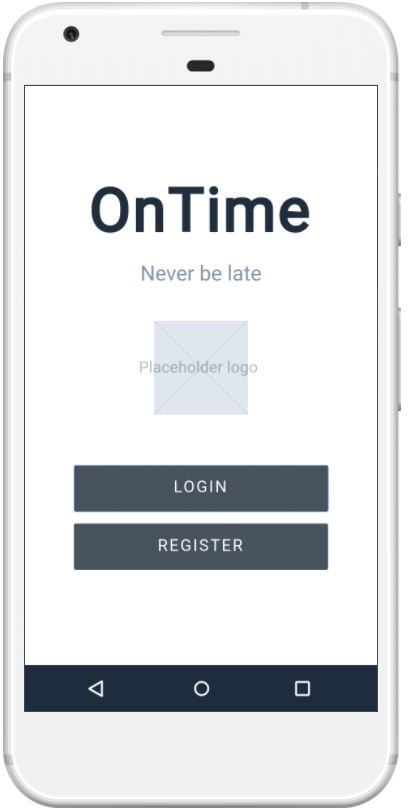 OnTime
Never be late
Placeholder logo
LOGIN
REGISTER